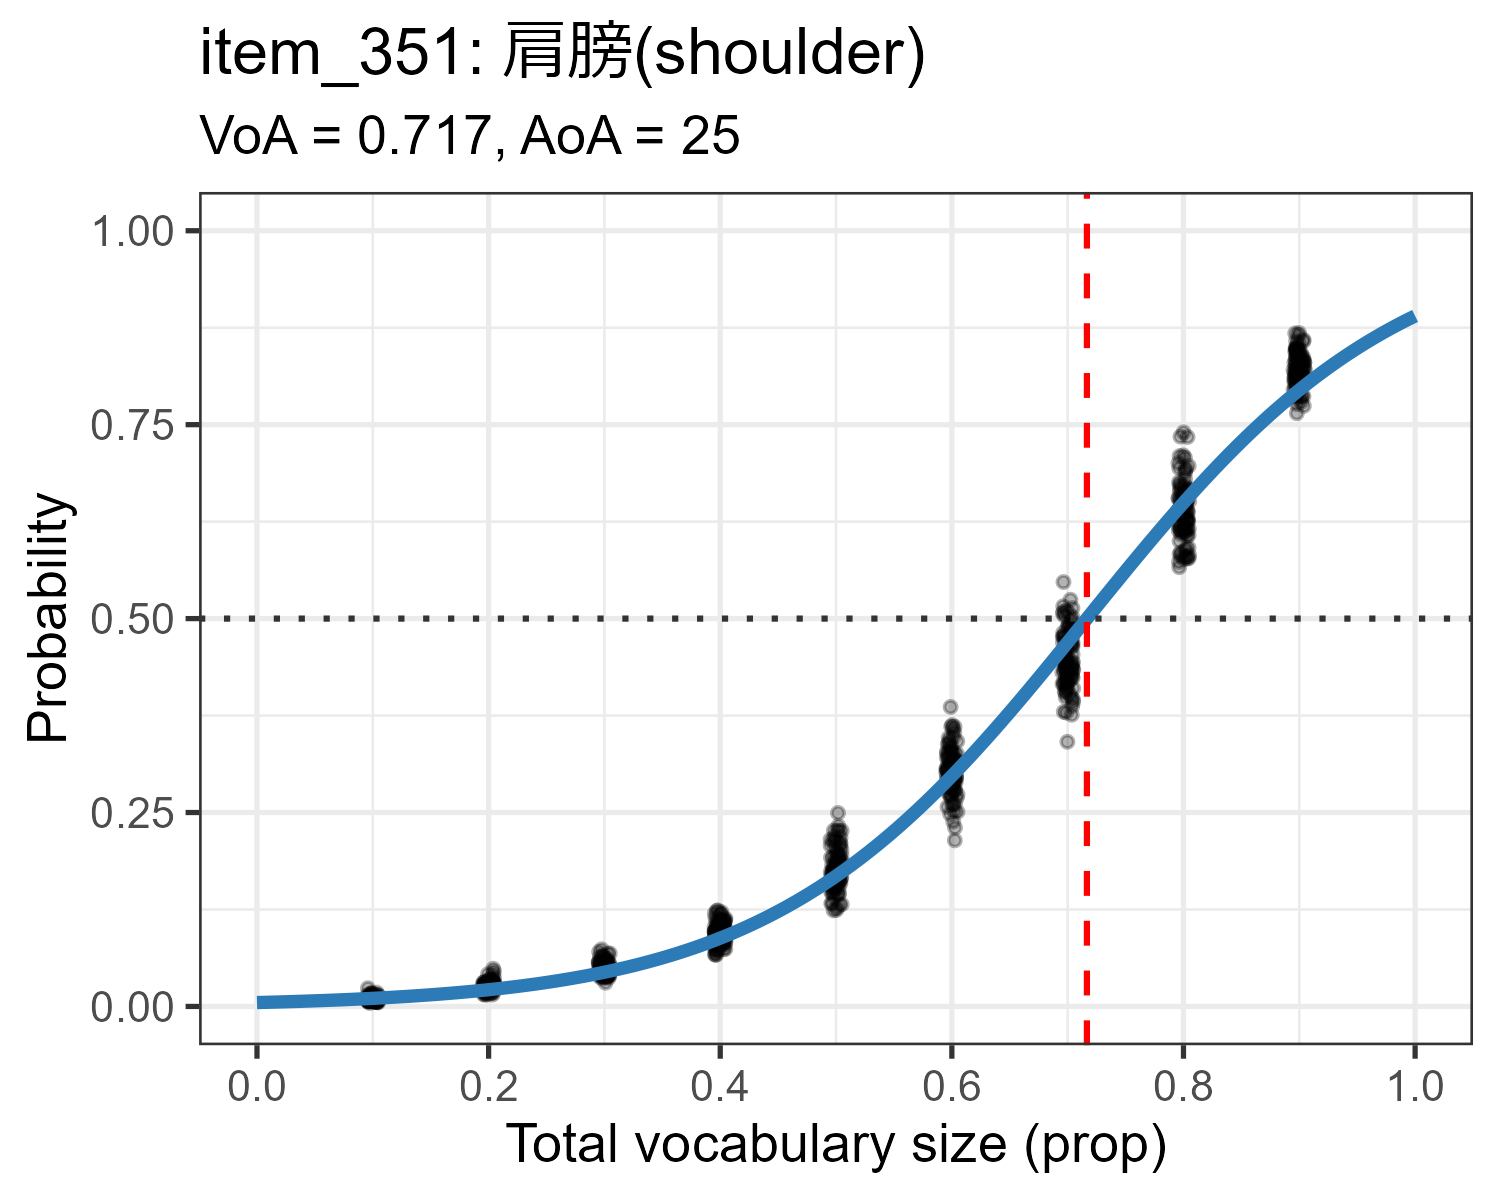 item_351: 肩膀(shoulder)
VoA = 0.717, AoA = 25
1.00
0.75
0.50
0.25
0.00
Probability
0.0 0.2 0.4 0.6 0.8 1.0
Total vocabulary size (prop)